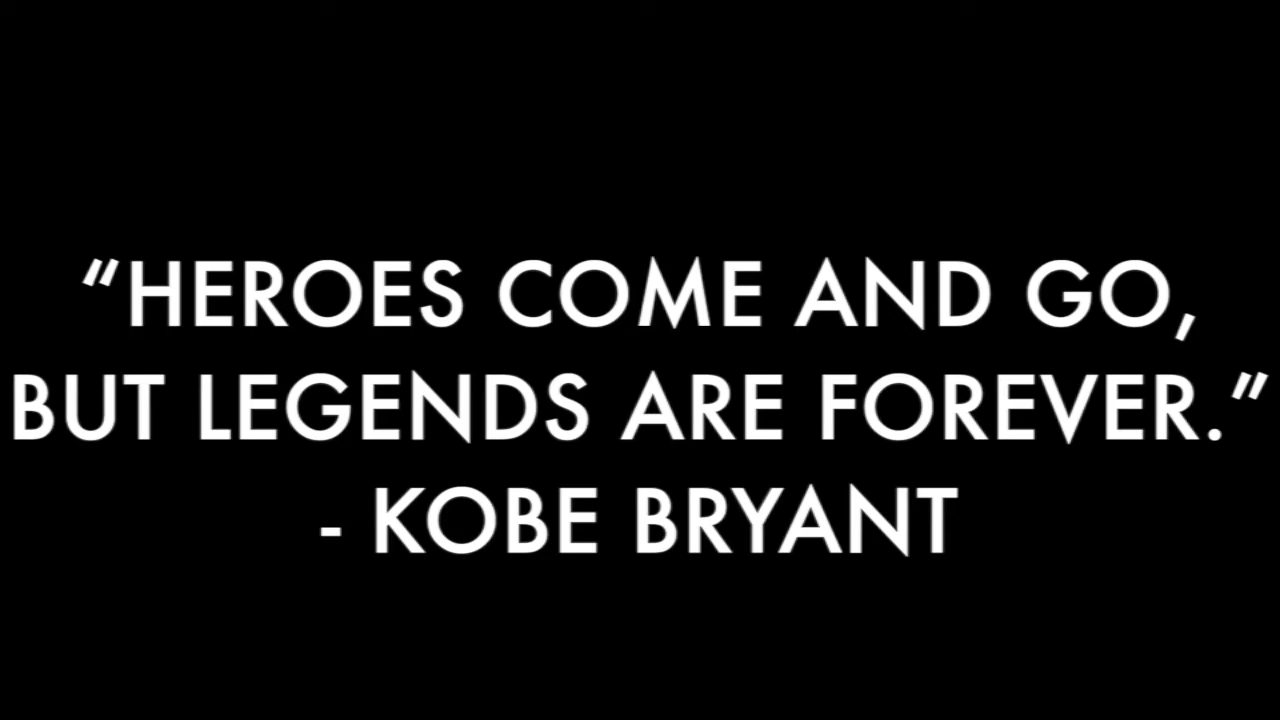 “HEROES COME AND GO,
BUT LEGENDS ARE FOREVER.”
- KOBE BRYANT